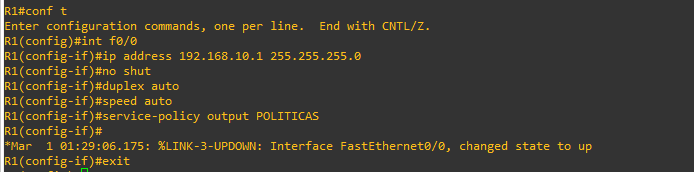 R1#conf t
Enter configuration commands, one per line.  End with CNTL/Z.
R1(config)#int f0/0
R1(config-if)#ip address 192.168.10.1 255.255.255.0
R1(config-if)#no shut
R1(config-if)#duplex auto
R1(config-if)#speed auto
R1(config-if)#service-policy output POLITICAS
R1(config-if)#
*Mar  1 01:29:06.175: %LINK-3-UPDOWN: Interface FastEthernet0/0, changed state to up
R1(config-if)#exit